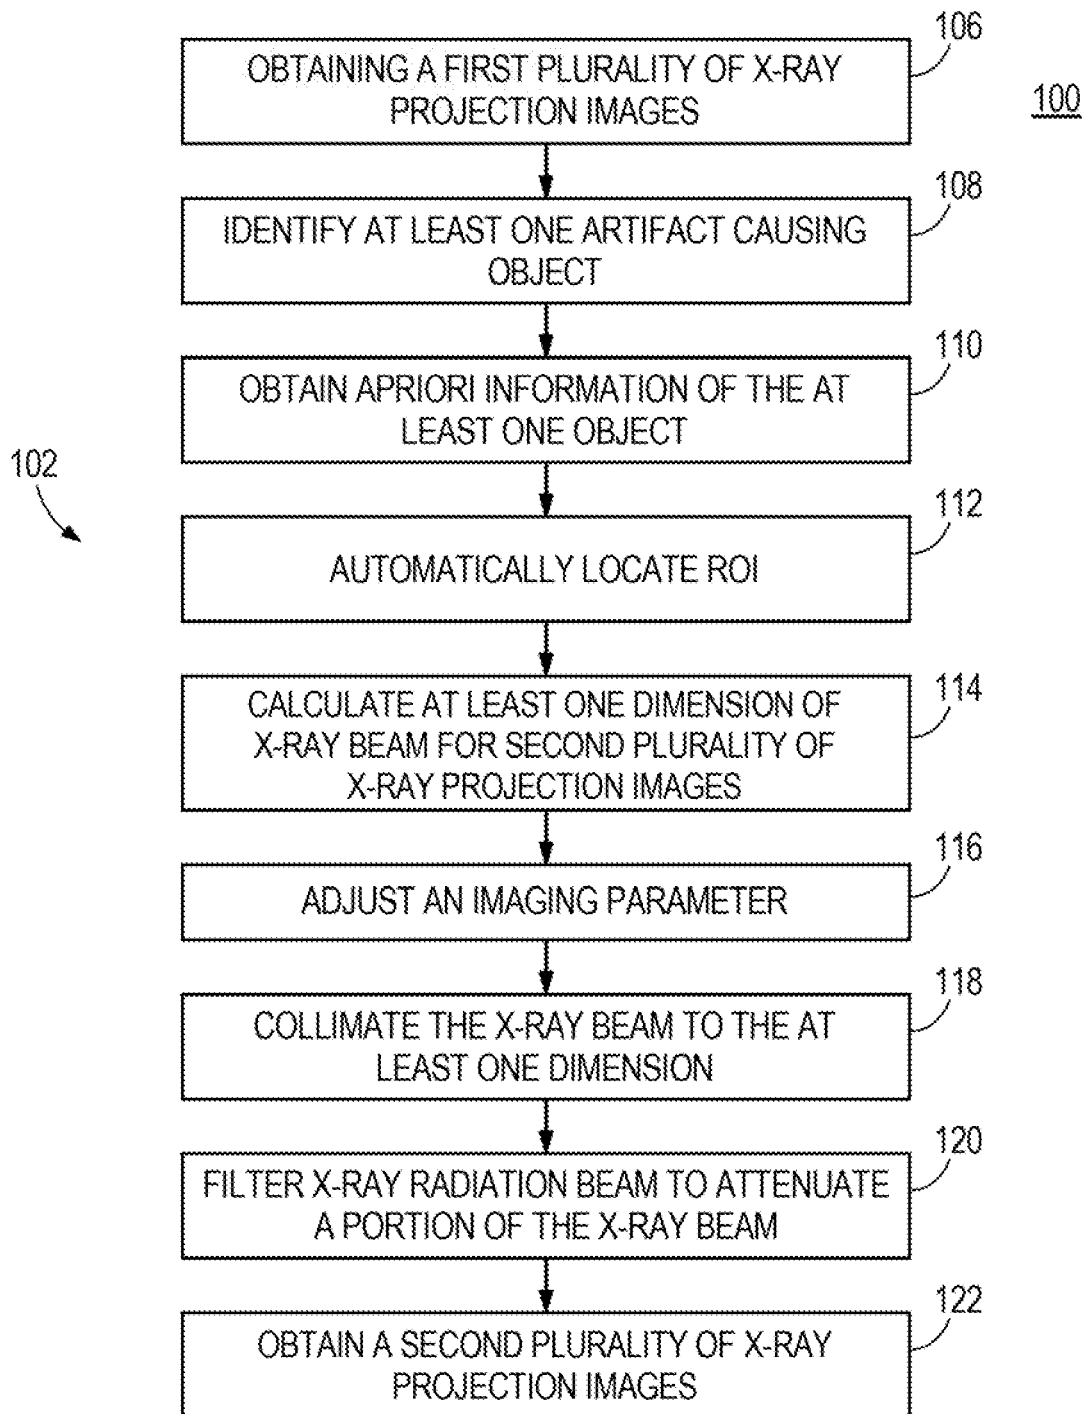 106
OBTAINING A FIRST PLURALITY OF X-RAY
PROJECTION IMAGES
100
108
IDENTIFY AT LEAST ONE ARTIFACT CAUSING
OBJECT
110
OBTAIN APRIORI INFORMATION OF THE AT
LEAST ONE OBJECT
102
112
AUTOMATICALLY LOCATE ROI
114
CALCULATE AT LEAST ONE DIMENSION OF
X-RAY BEAM FOR SECOND PLURALITY OF
X-RAY PROJECTION IMAGES
116
ADJUST AN IMAGING PARAMETER
118
COLLIMATE THE X-RAY BEAM TO THE AT
LEAST ONE DIMENSION
120
FILTER X-RAY RADIATION BEAM TO ATTENUATE
A PORTION OF THE X-RAY BEAM
122
OBTAIN A SECOND PLURALITY OF X-RAY
PROJECTION IMAGES